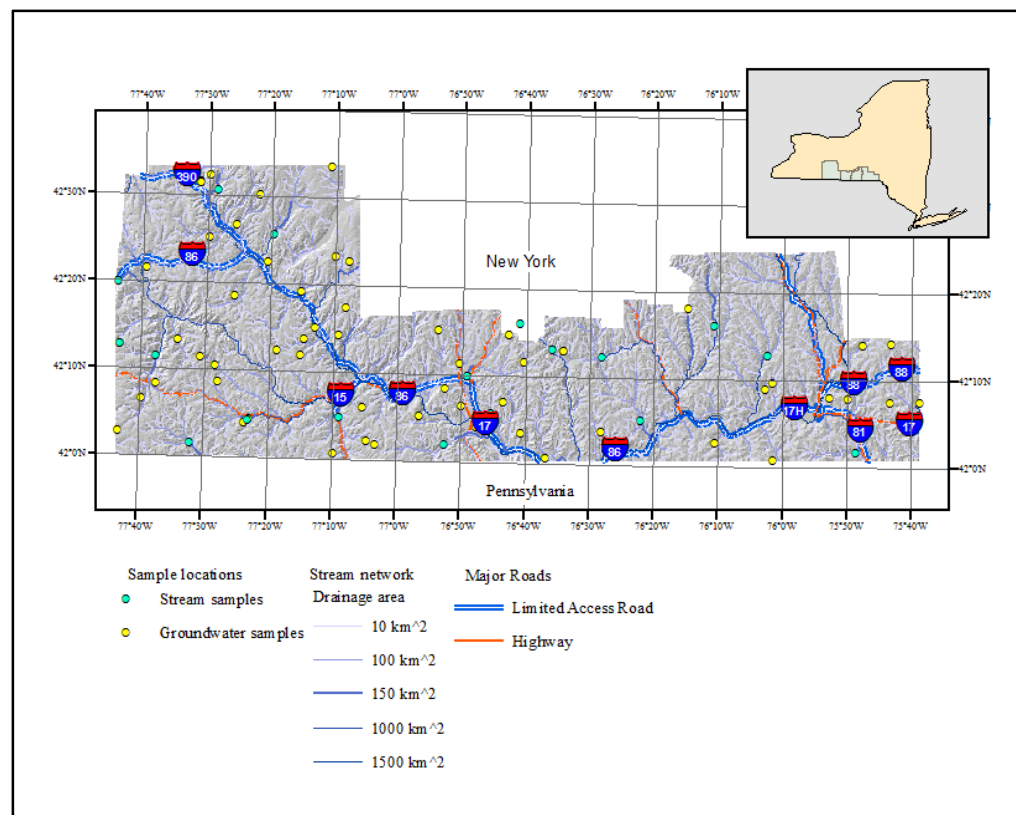 77°40'W 77°30'W 77°20'W 77°10'W 77°0'W 76°50'W 76°40'W 76°30'W 76°20'W 76°10'W
390
42°30'N
86
New York
42°20'N
42°20'N
42°10'N
42°10'N
88
15
86
88
17H
17
81
17
86
42°0'N
42°0'N
Pennsylvania
77°40'W 77°30'W 77°20'W 77°10'W 77°0'W 76°50'W 76°40'W 76°30'W 76°20'W 76°10'W 76°0'W 75°50'W 75°40'W
Sample locations
Stream samples
Groundwater samples
Stream network
Drainage area
10 km^2
100 km^2
150 km^2
1000 km^2
1500 km^2
Major Roads
Limited Access Road
Highway